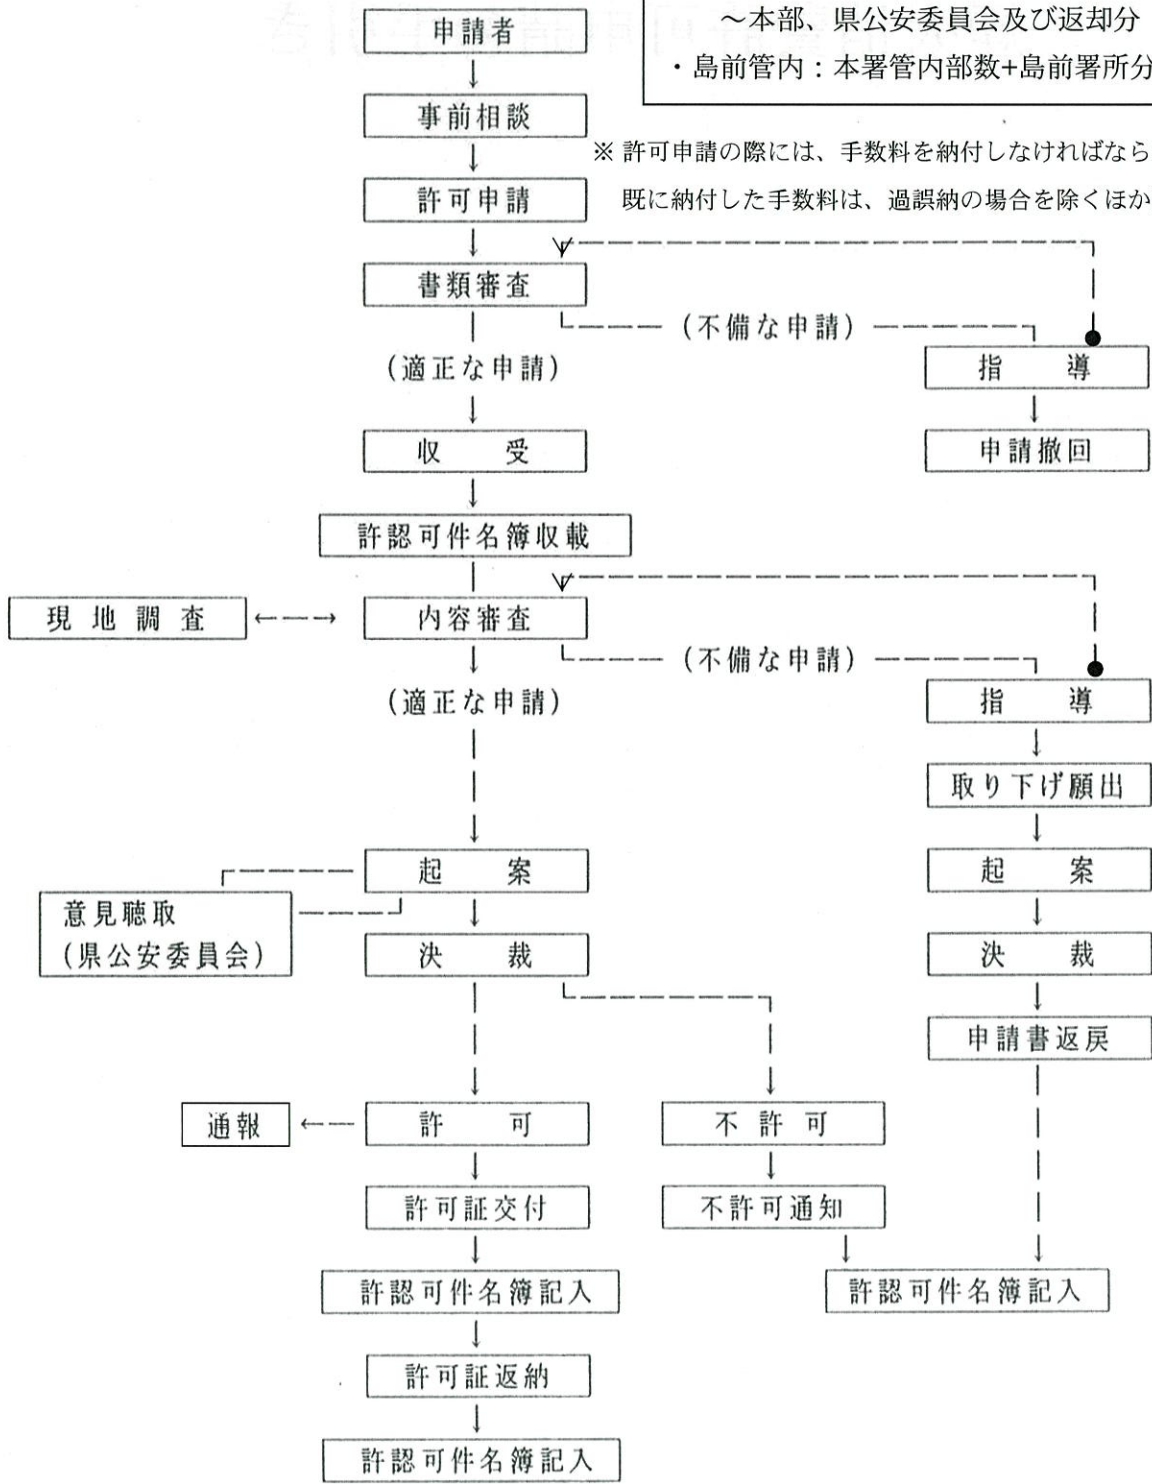 申請者
～本部、県公安委員会及び返却分
・島前管内：本署管内部数+島前署所分
事前相談
※ 許可申請の際には、手数料を納付しなければなら
既に納付した手数料は、過誤納の場合を除くほか
許可申請
書類審査
(不備な申請)
(適正な申請)
指　　導
収　　受
申請撤回
許認可件名簿収載
現 地 調 査
内容審査
(不備な申請)
(適正な申請)
指　　導
取り下げ願出
起　　案
起　　案
意見聴取
(県公安委員会)
決　　裁
決　　裁
申請書返戻
通報
許　　可
不 許 可
許可証交付
不許可通知
許認可件名簿記入
許認可件名簿記入
許可証返納
許認可件名簿記入